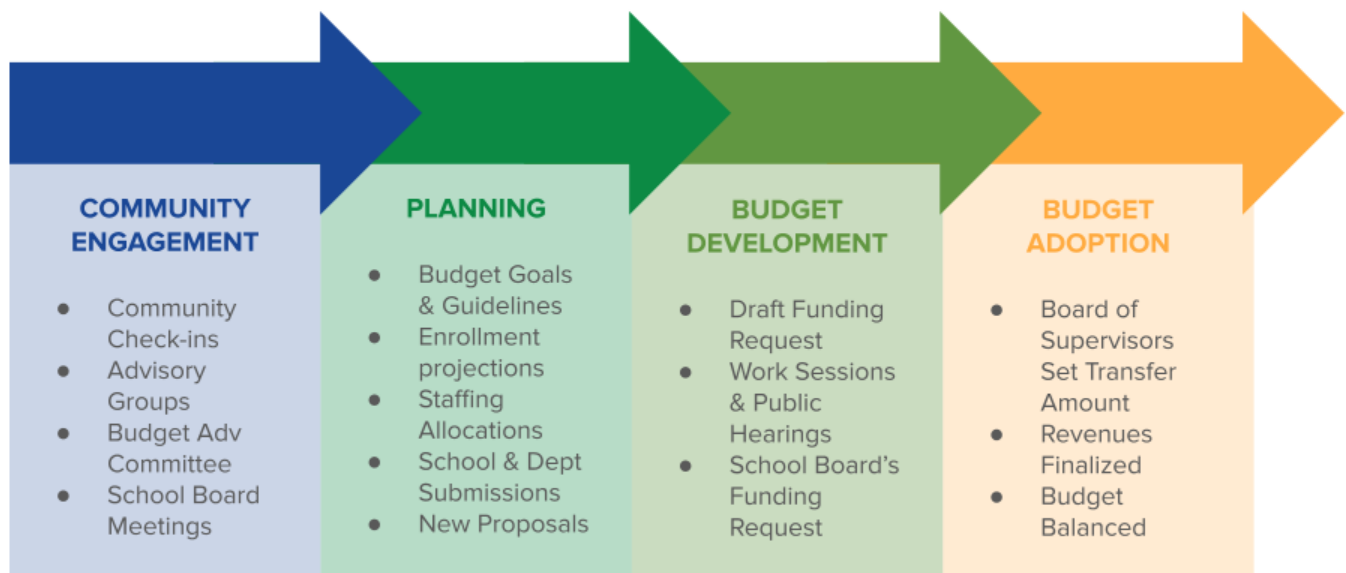 COMMUNITY
ENGAGEMENT
● Community
Check-ins
● Advisory
Groups
● Budget Adv
Committee
● School Board
Meetings
PLANNING
● Budget Goals
& Guidelines
● Enrollment
projections
● Staffing
Allocations
● School & Dept
Submissions
● New Proposals
BUDGET
DEVELOPMENT
● Draft Funding
Request
● Work Sessions
& Public
Hearings
● School Board’s
Funding
Request
BUDGET
ADOPTION
● Board of
Supervisors
Set Transfer
Amount
● Revenues
Finalized
● Budget
Balanced